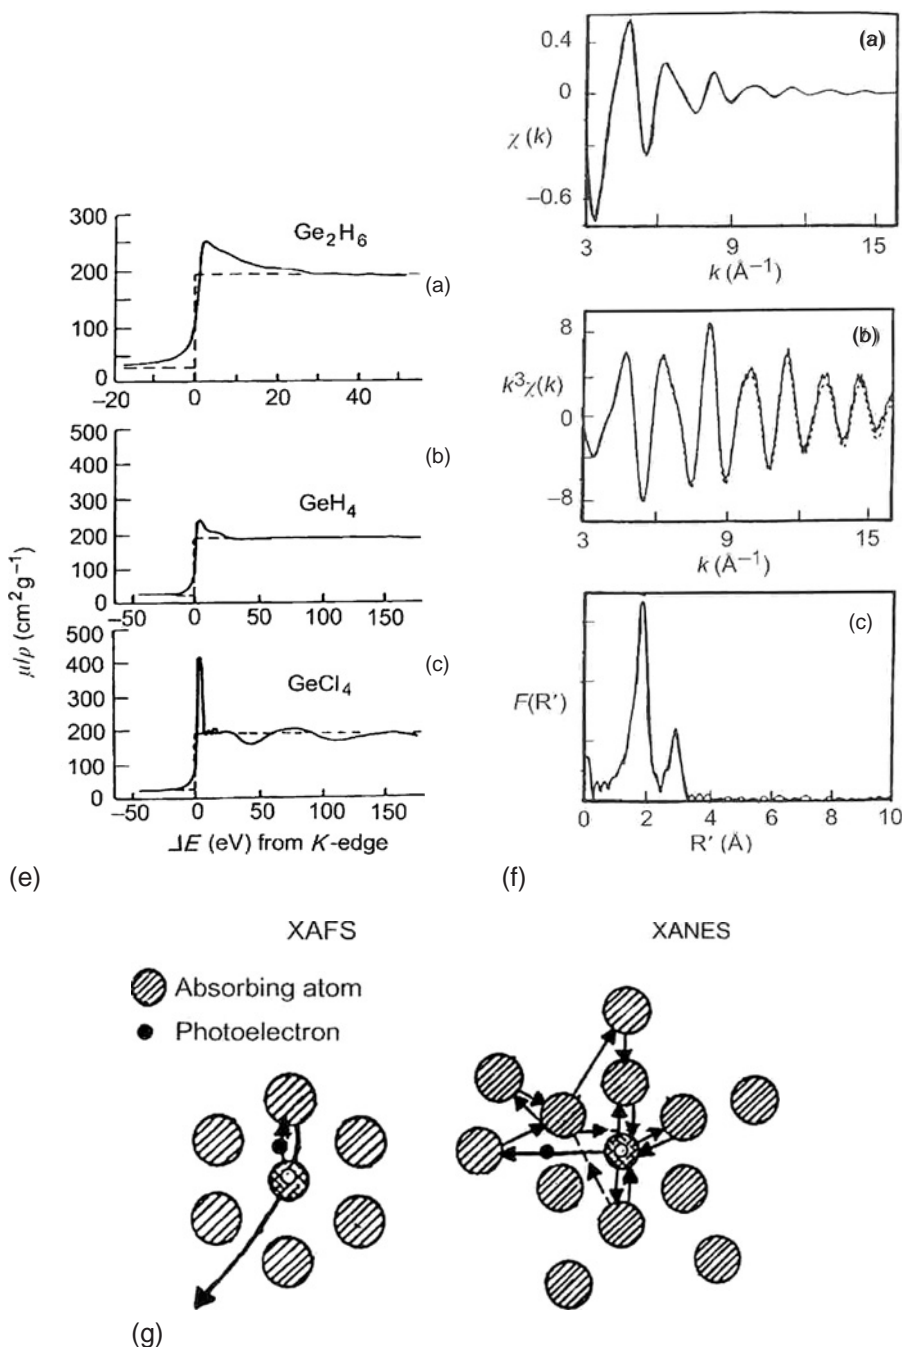 300
200
100
0
−20
0
20
40
Ge2H6
(a)
500
400
300
200
100
0
−50
0
50
100
150
GeH4
(b)
μ/ρ (cm2g−1)
500
400
300
200
100
0
−50
0
50
100
150
GeCl4
(c)
ΔE (eV) from K-edge
(e)
0.4
0
−0.6
χ(k)
(a)
3
9
15
k (Å−1)
8
0
−8
k3χ(k)
(b)
3
9
15
k (Å−1)
F(R′)
(c)
0
2
4
6
8
10
R′ (Å)
(f)
XAFS
XANES
Absorbing atom
Photoelectron
(g)